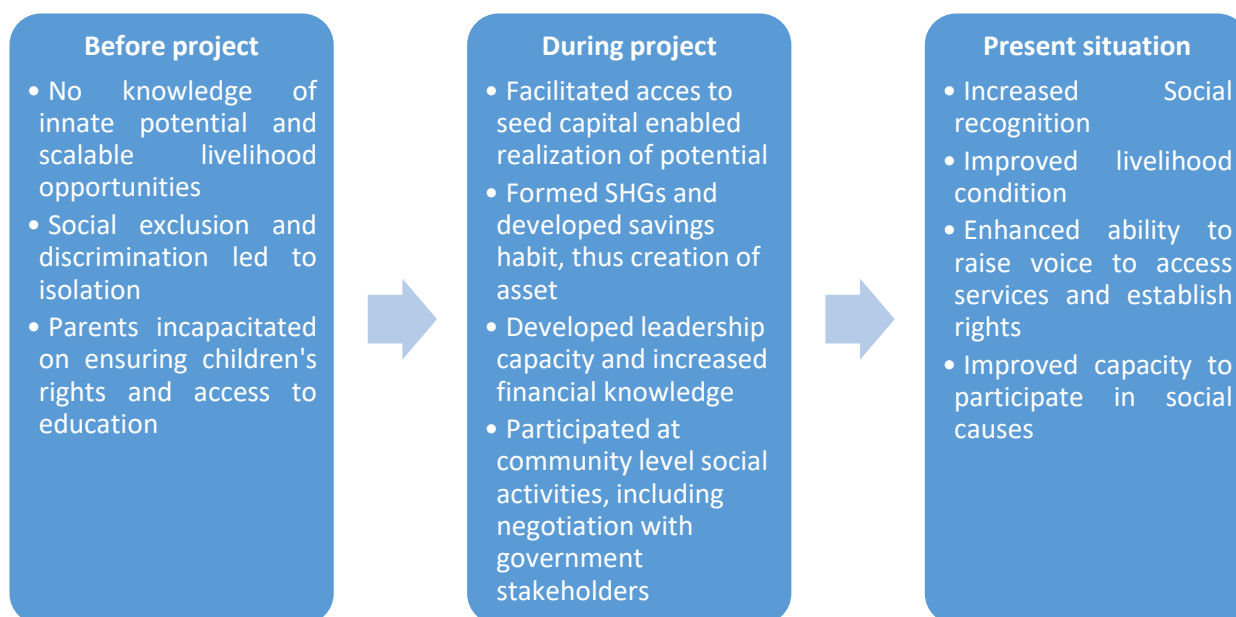 Before project
• No knowledge of
innate potential and
scalable livelihood
opportunities
• Social exclusion and
discrimination led to
isolation
• Parents incapacitated
on ensuring children's
rights and access to
education
During project
• Facilitated acces to
seed capital enabled
realization of potential
• Formed SHGs and
developed savings
habit, thus creation of
asset
• Developed leadership
capacity and increased
financial knowledge
• Participated at
community level social
activities, including
negotiation with
government
stakeholders
Present situation
• Increased Social
recognition
• Improved livelihood
condition
• Enhanced ability to
raise voice to access
services and establish
rights
• Improved capacity to
participate in social
causes